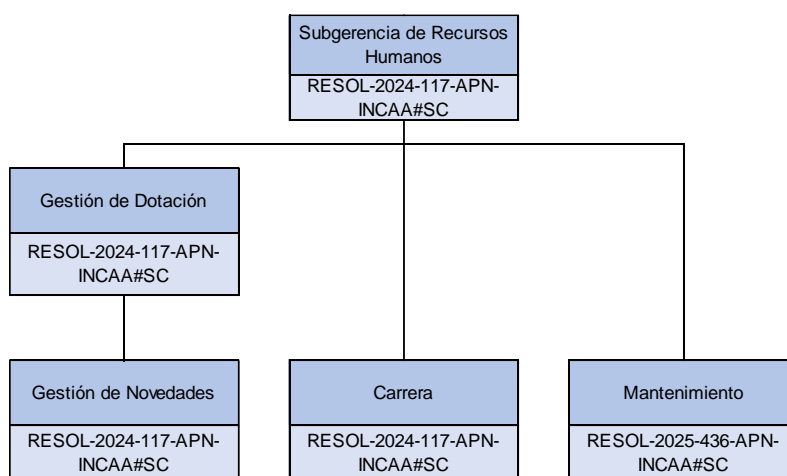 Subgerencia de Recursos
Humanos
RESOL-2024-117-APN-
INCAA#SC
Gestión de Dotación
RESOL-2024-117-APN-
INCAA#SC
Gestión de Novedades
RESOL-2024-117-APN-
INCAA#SC
Carrera
RESOL-2024-117-APN-
INCAA#SC
Mantenimiento
RESOL-2025-436-APN-
INCAA#SC